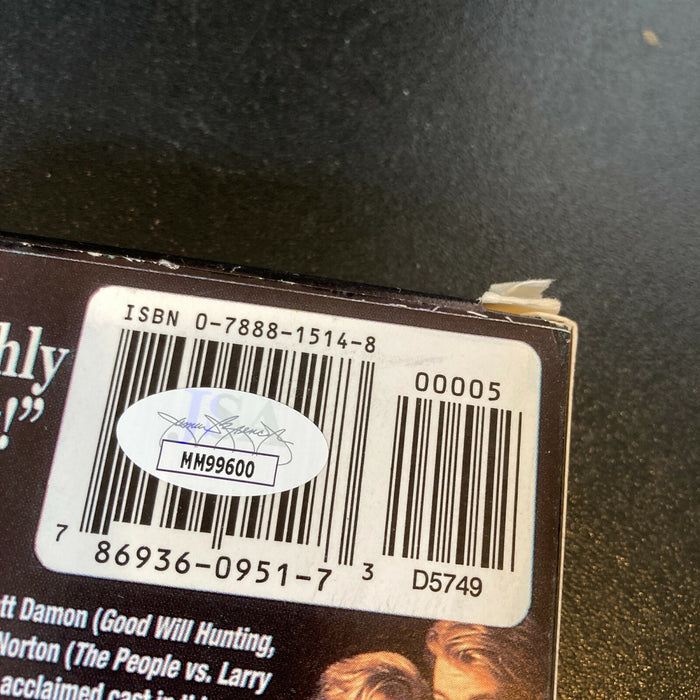 hly
!”
ISBN 0-7888-1514-8
00005
JSA
MM99600
7 86936-0951-7 3
D5749
tt Damon (Good Will Hunting,
Norton (The People vs. Larry
acclaimed cast in